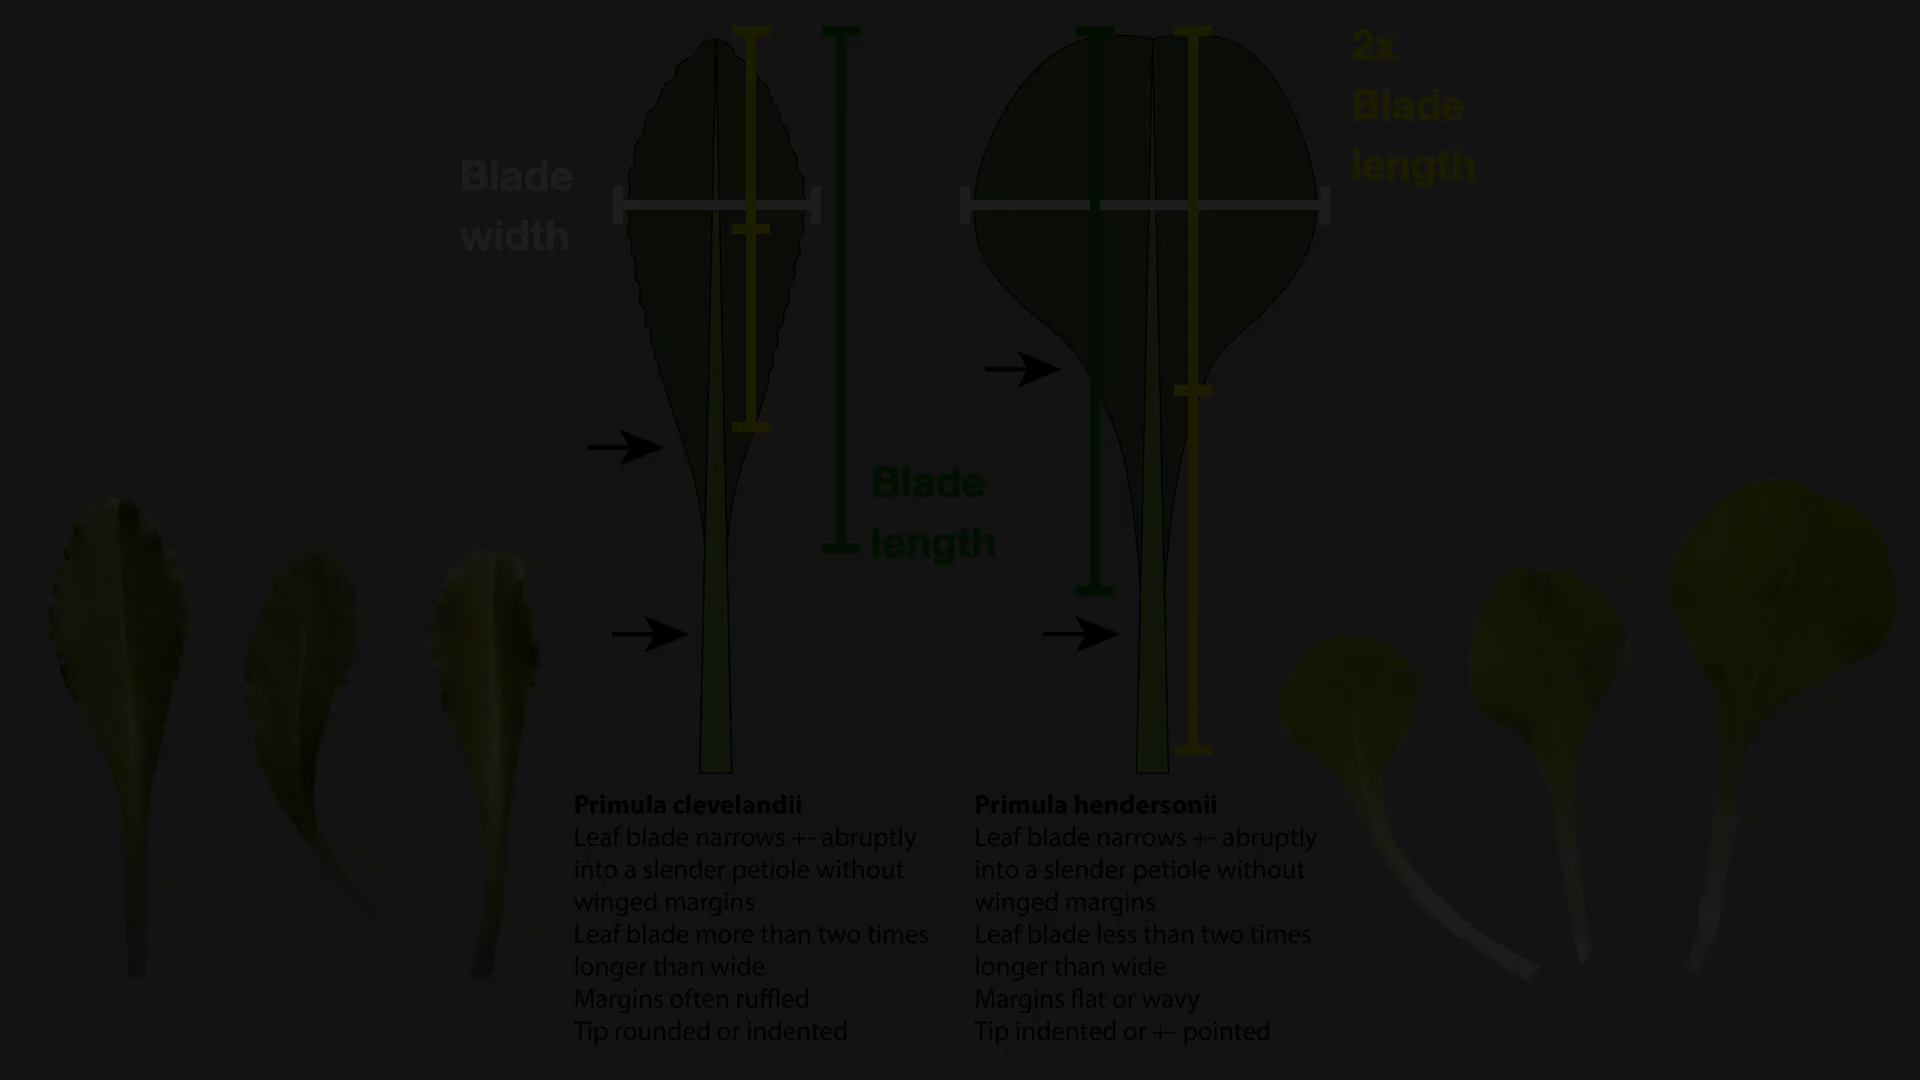 Blade
width
2x
Blade
length
Blade
length
Primula clevelandii
Leaf blade narrows +- abruptly
into a slender petiole without
winged margins
Leaf blade more than two times
longer than wide
Margins often ruffled
Tip rounded or indented
Primula hendersonii
Leaf blade narrows +- abruptly
into a slender petiole without
winged margins
Leaf blade less than two times
longer than wide
Margins flat or wavy
Tip indented or +- pointed